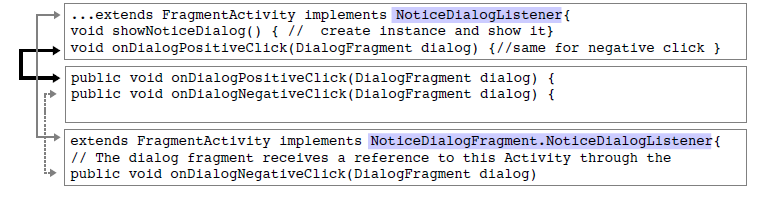 ...extends FragmentActivity implements NoticeDialogListener{
void showNoticeDialog() { //  create instance and show it}
void onDialogPositiveClick(DialogFragment dialog) {//same for negative click }
public void onDialogPositiveClick(DialogFragment dialog) {
public void onDialogNegativeClick(DialogFragment dialog) {
extends FragmentActivity implements NoticeDialogFragment.NoticeDialogListener{
// The dialog fragment receives a reference to this Activity through the
public void onDialogNegativeClick(DialogFragment dialog)